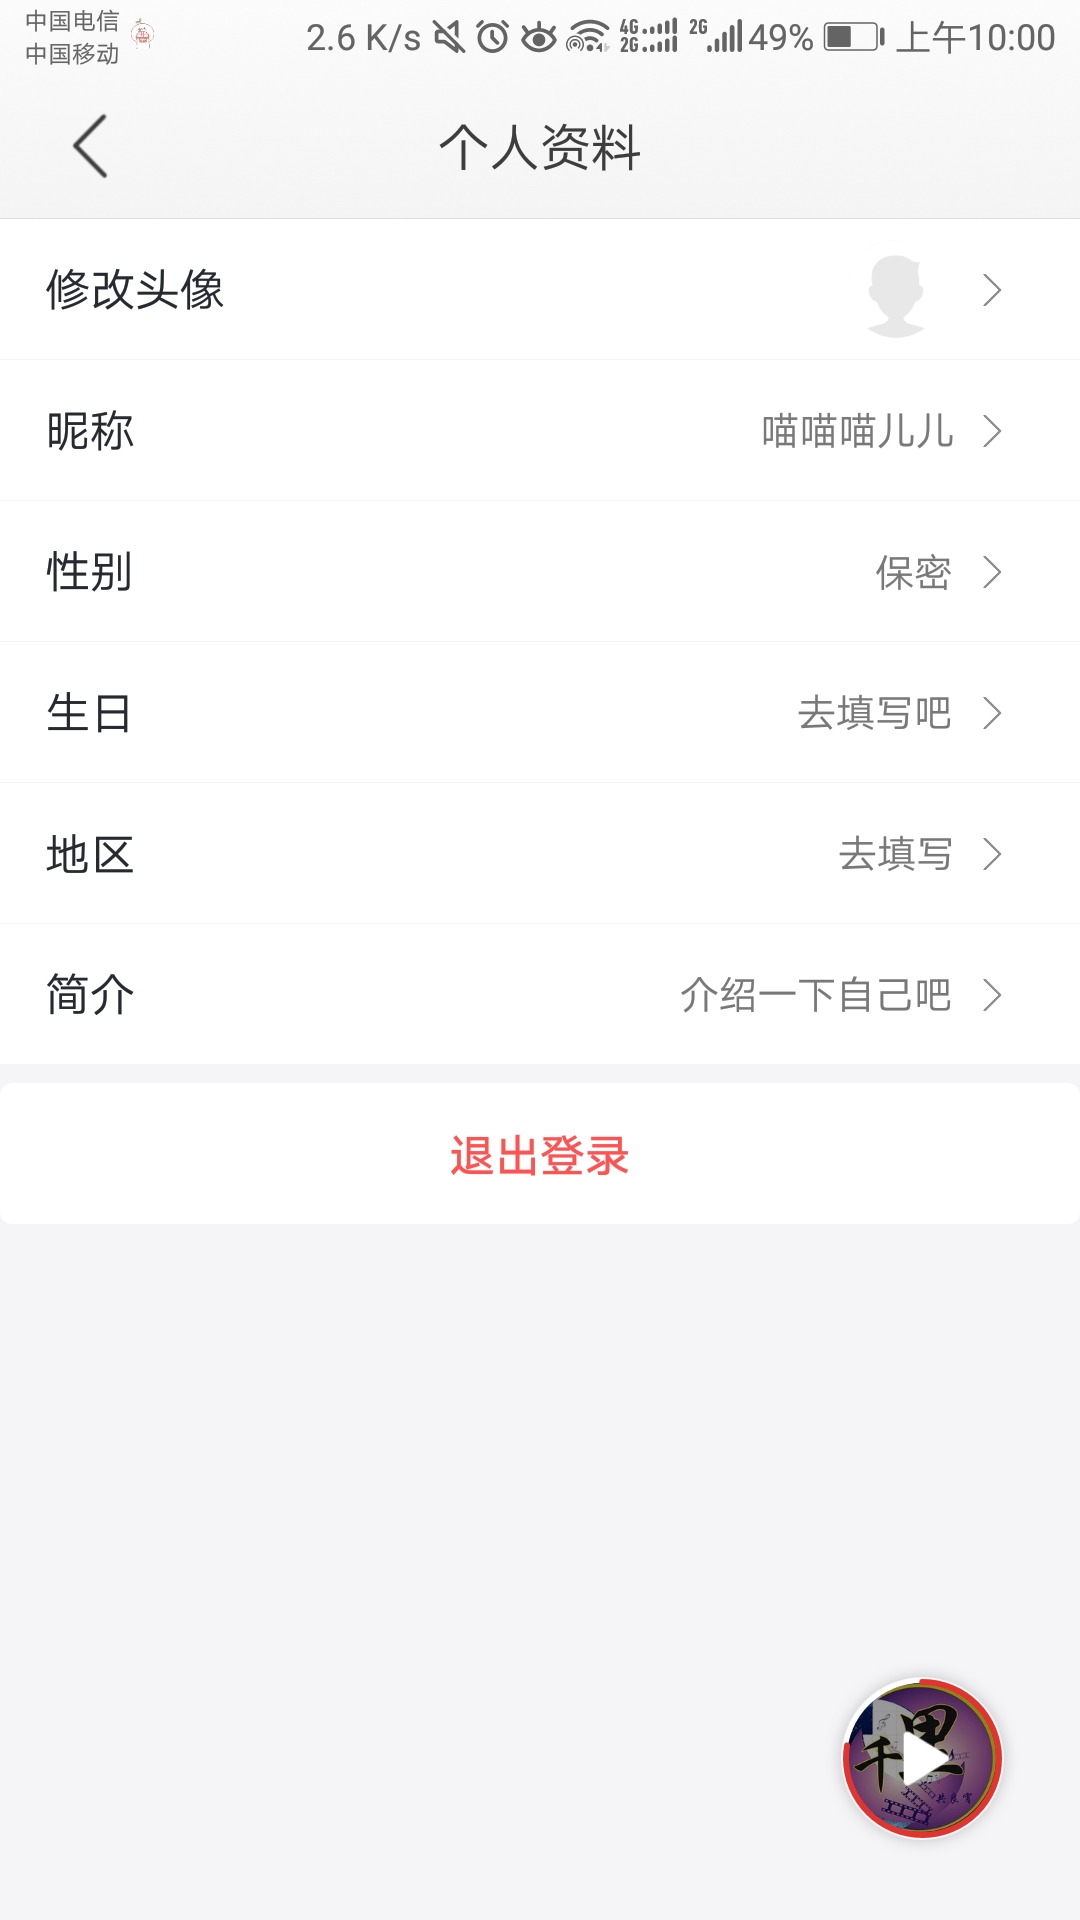 中国电信
中国移动
2.6 K/s 4G 2G 2G 49% 上午10:00
个人资料
修改头像
昵称 喵喵喵儿儿
性别 保密
生日 去填写吧
地区 去填写
简介 介绍一下自己吧
退出登录
千里
共良宵